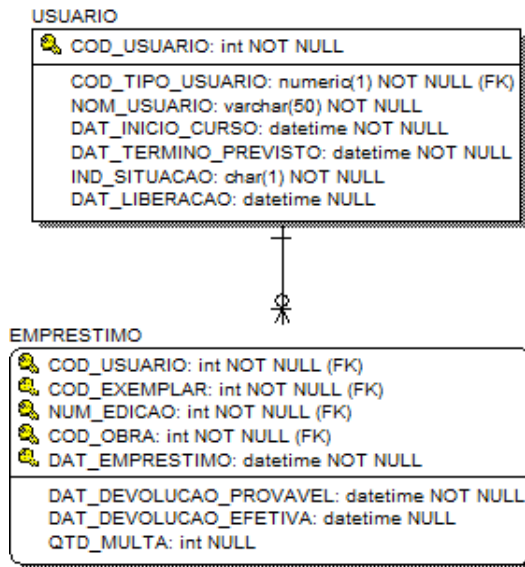 USUARIO
COD_USUARIO: int NOT NULL
COD_TIPO_USUARIO: numeric(1) NOT NULL (FK)
NOM_USUARIO: varchar(50) NOT NULL
DAT_INICIO_CURSO: datetime NOT NULL
DAT_TERMINO_PREVISTO: datetime NOT NULL
IND_SITUACAO: char(1) NOT NULL
DAT_LIBERACAO: datetime NULL
EMPRESTIMO
COD_USUARIO: int NOT NULL (FK)
COD_EXEMPLAR: int NOT NULL (FK)
NUM_EDICAO: int NOT NULL (FK)
COD_OBRA: int NOT NULL (FK)
DAT_EMPRESTIMO: datetime NOT NULL
DAT_DEVOLUCAO_PROVAVEL: datetime NOT NULL
DAT_DEVOLUCAO_EFETIVA: datetime NULL
QTD_MULTA: int NULL